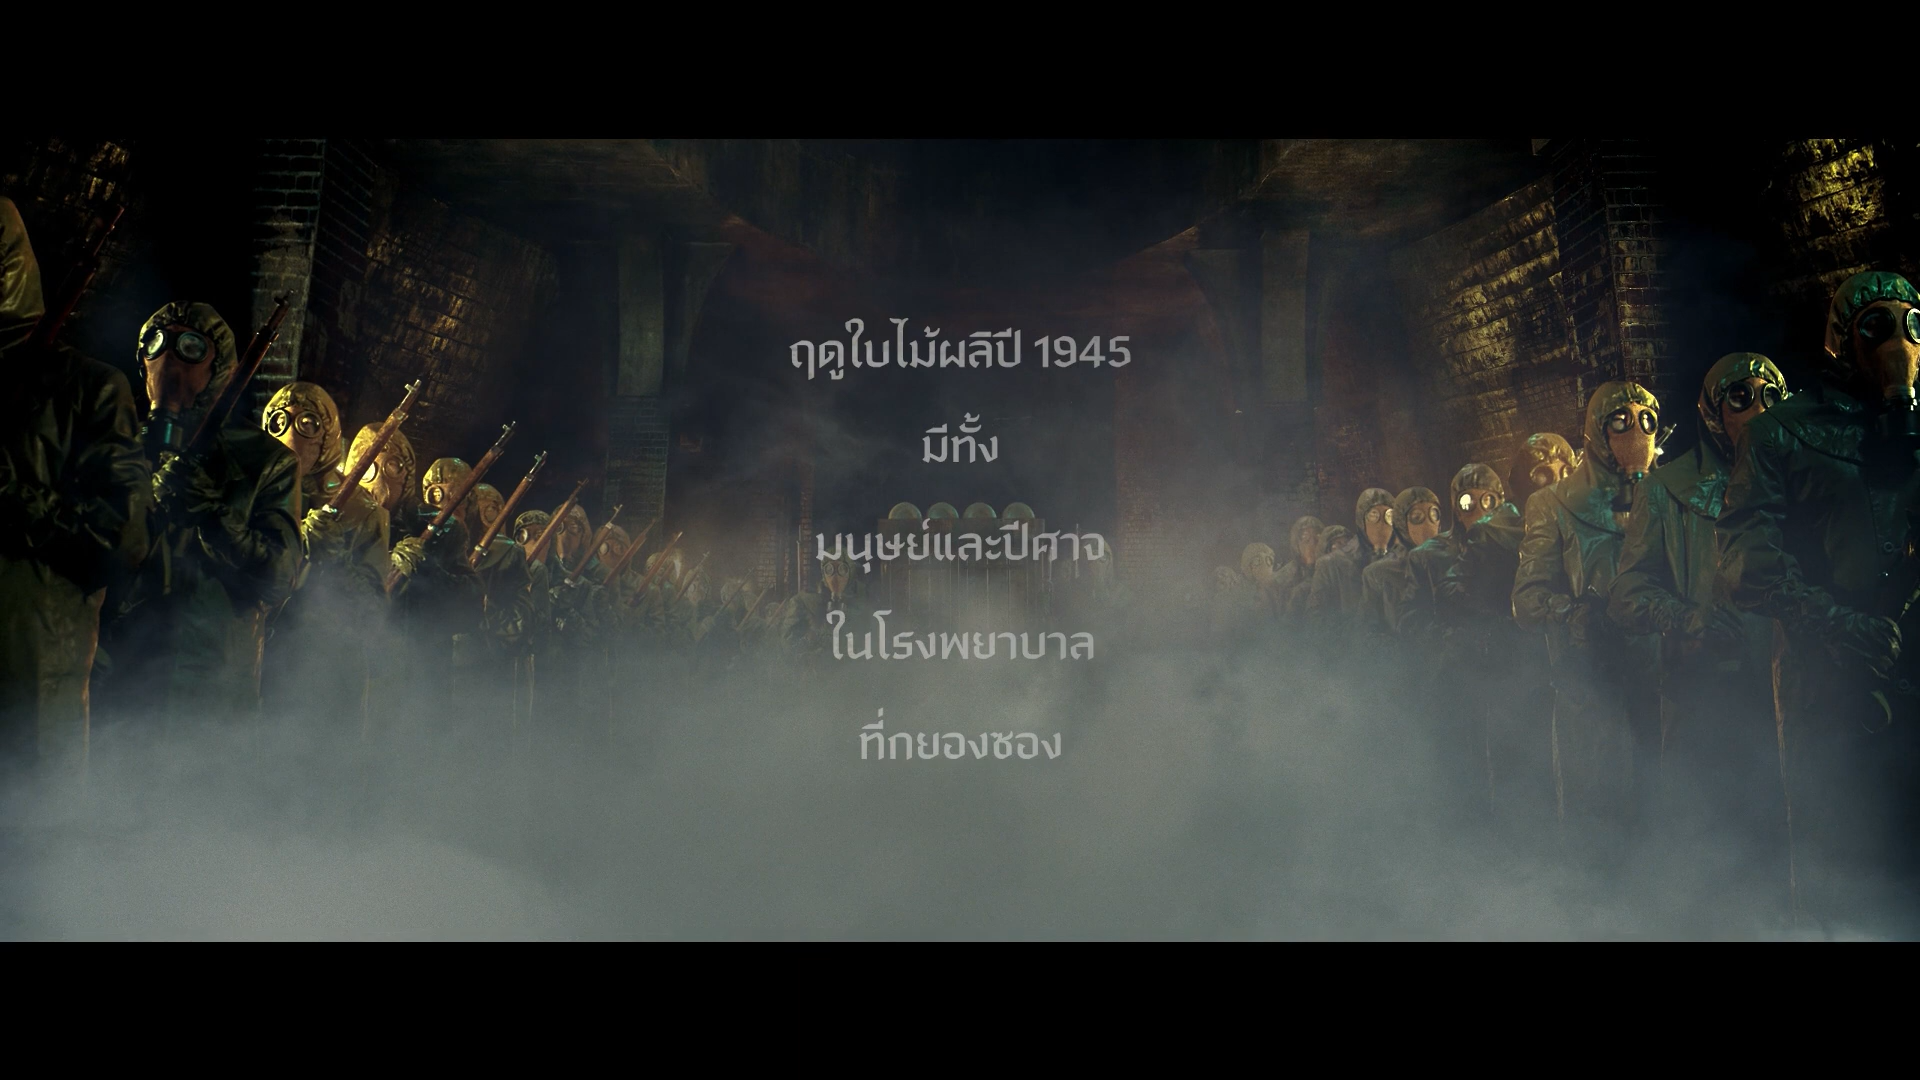 ฤดูใบไม้ผลิปี 1945
มีทั้ง
มนุษย์และปีศาจ
ในโรงพยาบาล
ที่กยองซอง